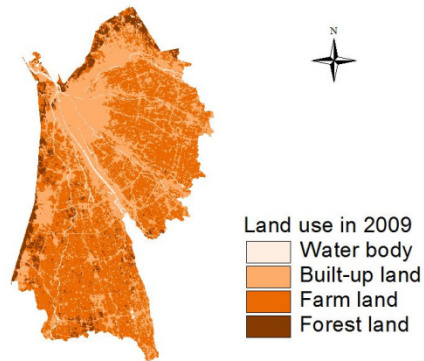 N
Land use in 2009
Water body
Built-up land
Farm land
Forest land